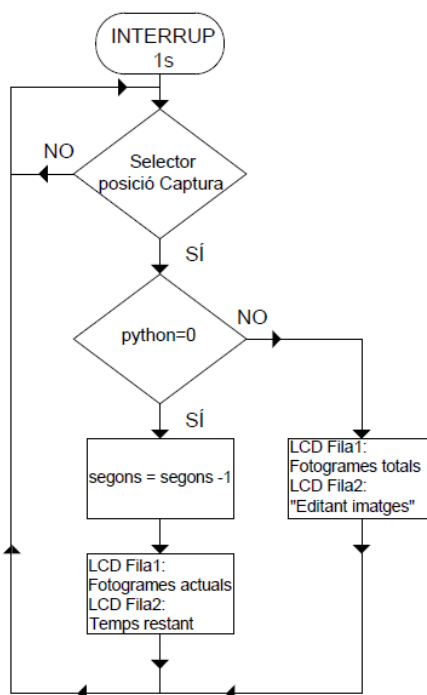 INTERRUP
1s
NO
Selector
posició Captura
SÍ
python=0
NO
SÍ
segons = segons -1
LCD Fila1:
Fotogrames totals
LCD Fila2:
"Editant imatges"
LCD Fila1:
Fotogrames actuals
LCD Fila2:
Temps restant